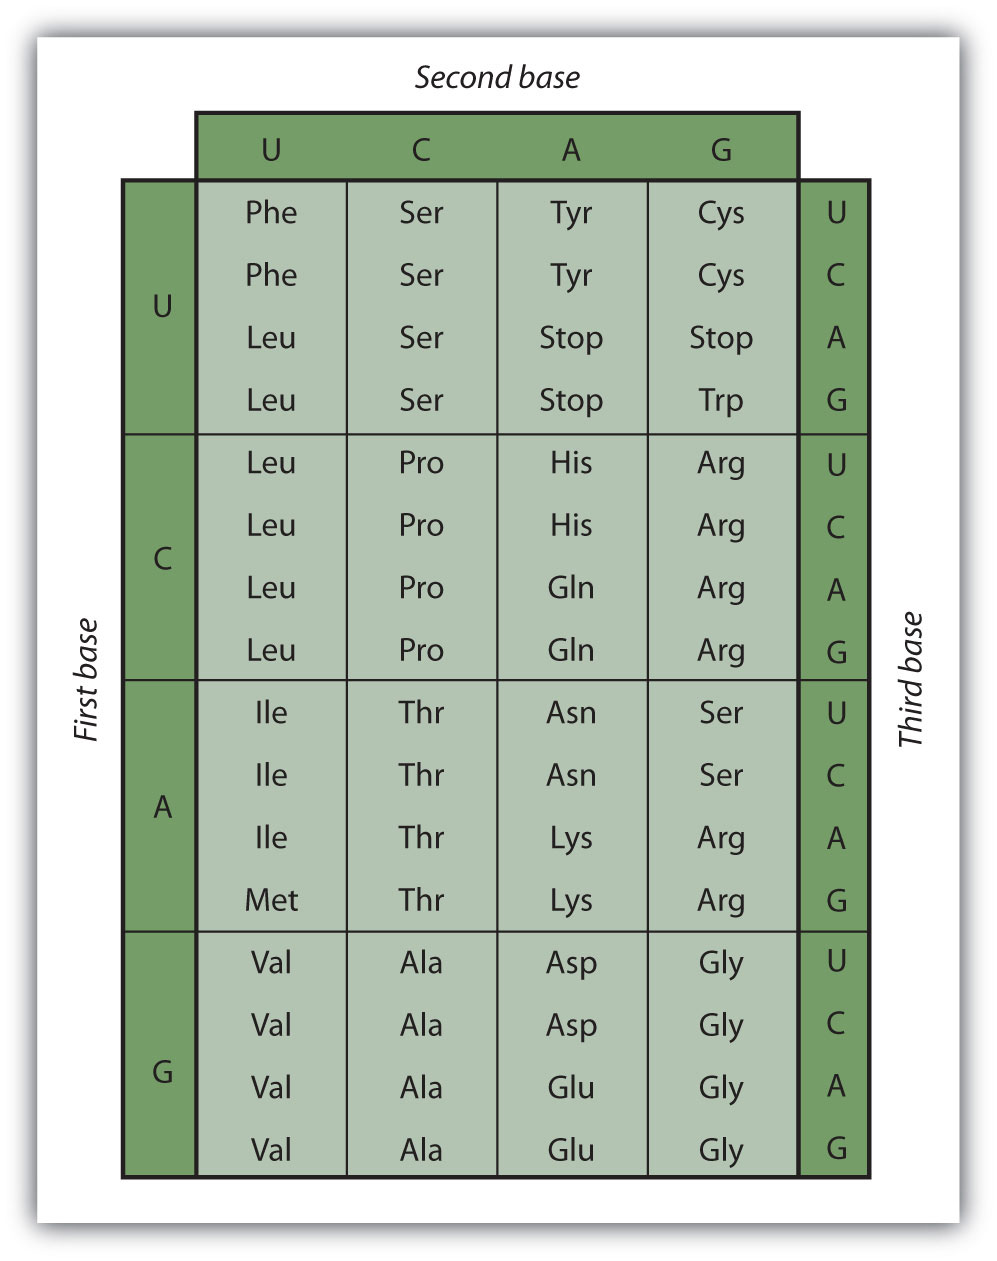 Second base
U C A G
Phe Ser Tyr Cys U
Phe Ser Tyr Cys C
U
Leu Ser Stop Stop A
Leu Ser Stop Trp G
Leu Pro His Arg U
Leu Pro His Arg C
C
Leu Pro Gln Arg A
Leu Pro Gln Arg G
First base
Third base
Ile Thr Asn Ser U
Ile Thr Asn Ser C
A
Ile Thr Lys Arg A
Met Thr Lys Arg G
Val Ala Asp Gly U
Val Ala Asp Gly C
G
Val Ala Glu Gly A
Val Ala Glu Gly G